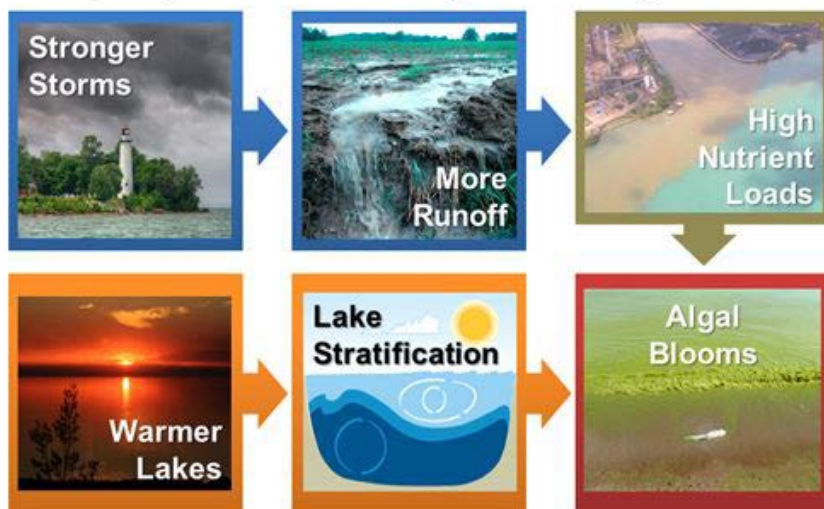 Stronger
Storms
More
Runoff
High
Nutrient
Loads
Warmer
Lakes
Lake
Stratification
Algal
Blooms